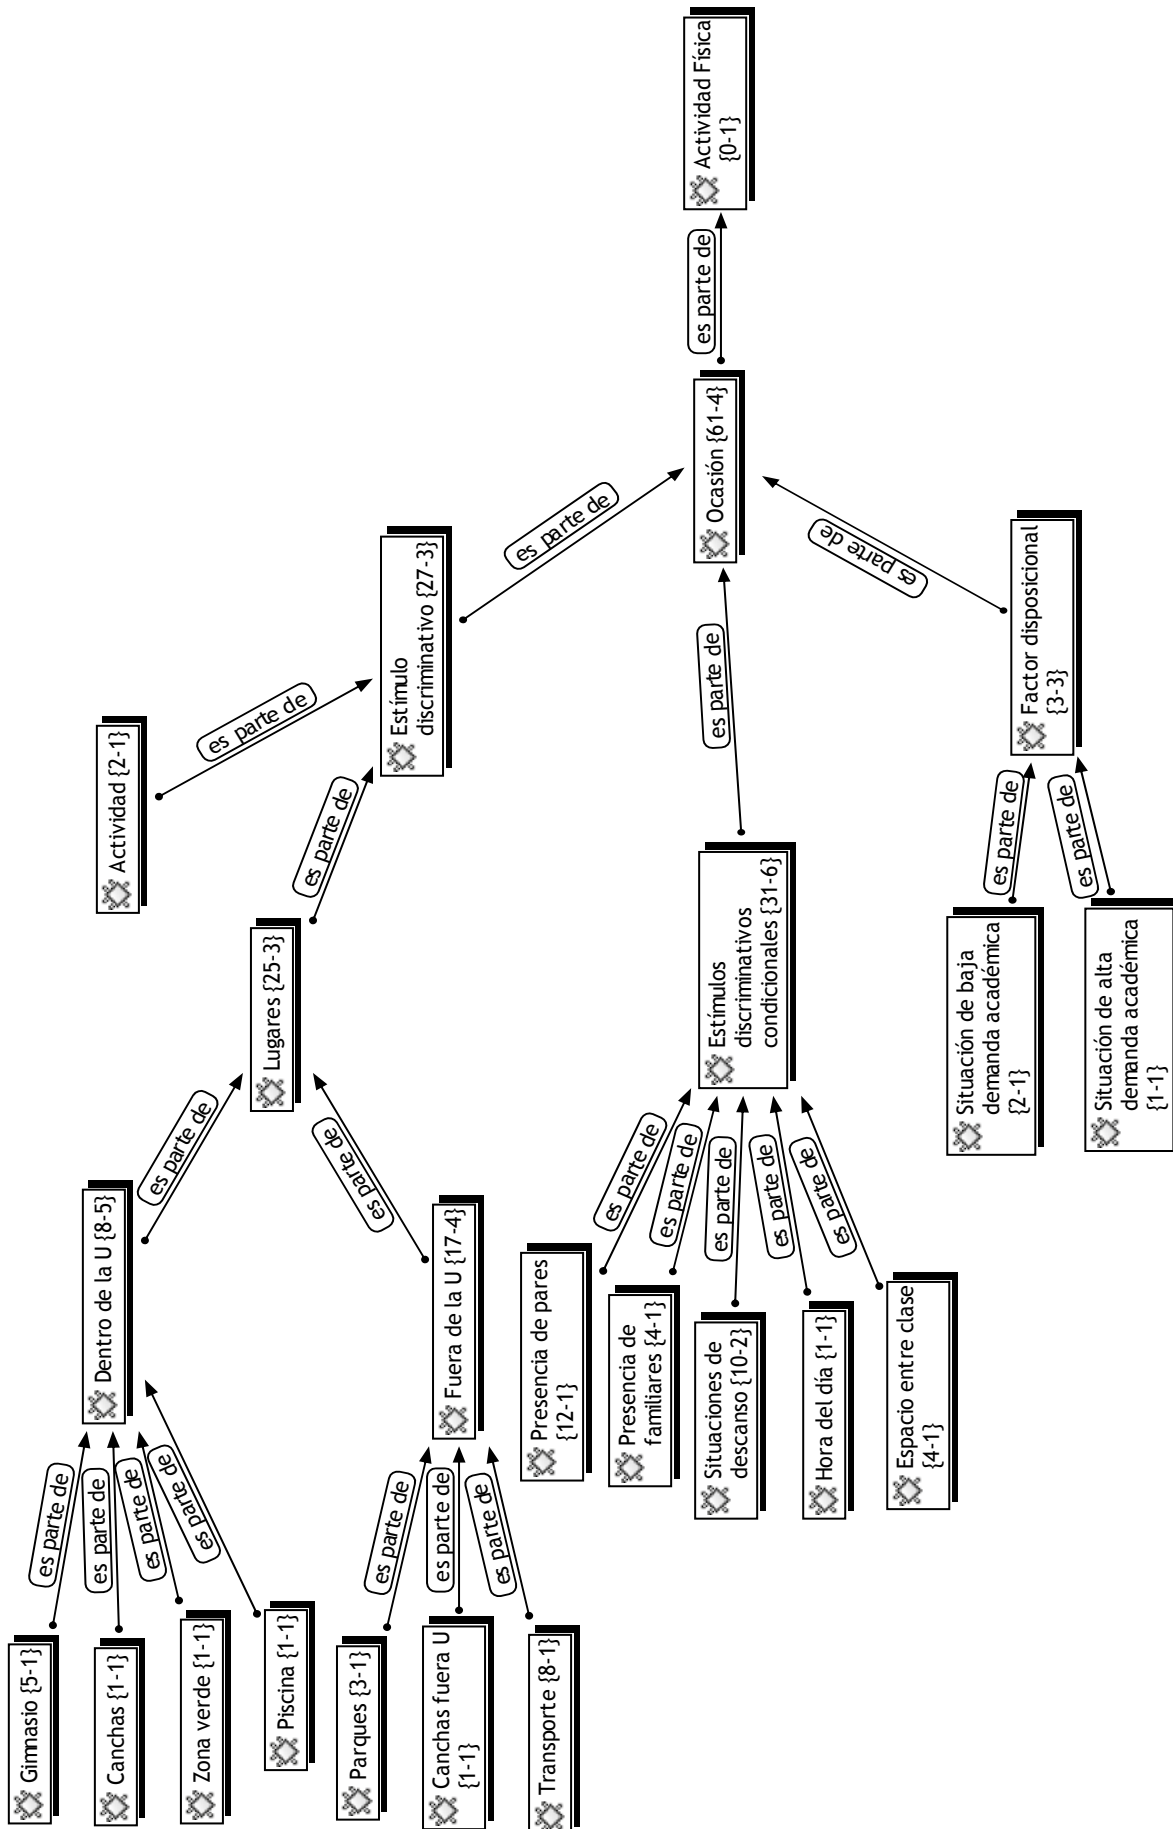 Actividad Física
{0-1}
es parte de
Ocasión {61-4}
es parte de
es parte de
es parte de
Estímulo
discriminativo {27-3}
es parte de
es parte de
Actividad {2-1}
Lugares {25-3}
es parte de
es parte de
Dentro de la U {8-5}
es parte de
es parte de
es parte de
es parte de
Gimnasio {5-1}
Canchas {1-1}
Zona verde {1-1}
Piscina {1-1}
Fuera de la U {17-4}
es parte de
es parte de
es parte de
Parques {3-1}
Canchas fuera U
{1-1}
Transporte {8-1}
Estímulos
discriminativos
condicionales {31-6}
es parte de
es parte de
es parte de
es parte de
es parte de
Presencia de pares
{12-1}
Presencia de
familiares {4-1}
Situaciones de
descanso {10-2}
Hora del día {1-1}
Espacio entre clase
{4-1}
Factor disposicional
{3-3}
es parte de
es parte de
Situación de baja
demanda académica
{2-1}
Situación de alta
demanda académica
{1-1}